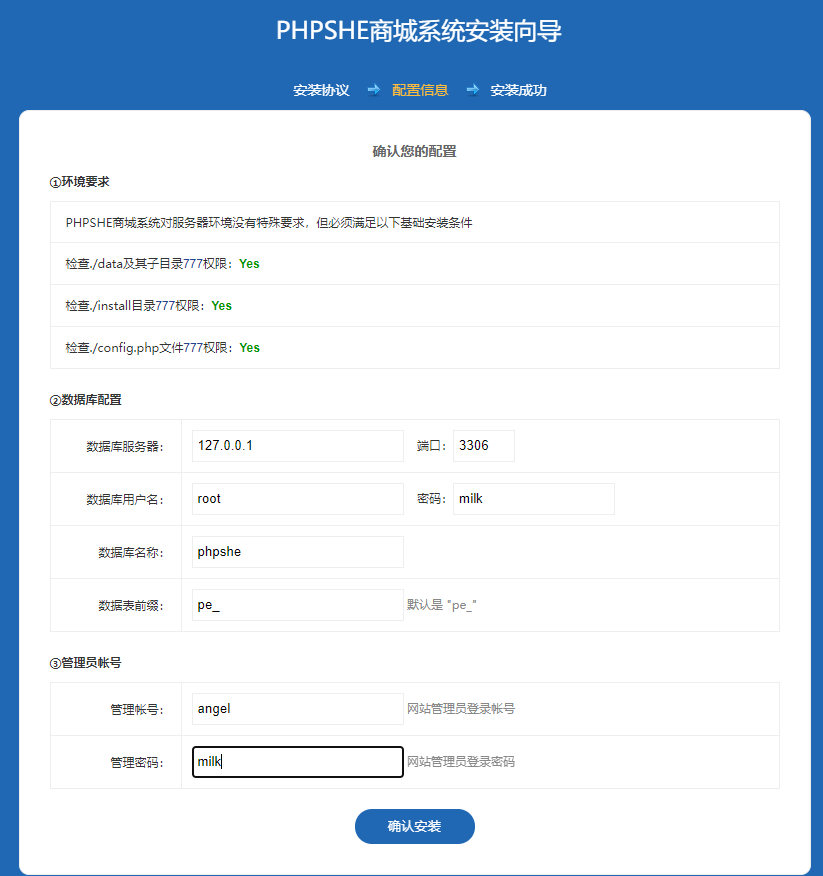 PHPSHE商城系统安装向导
安装协议 配置信息 安装成功
确认您的配置
①环境要求
PHPSHE商城系统对服务器环境没有特殊要求，但必须满足以下基础安装条件
检查./data及其子目录777权限：Yes
检查./install目录777权限：Yes
检查./config.php文件777权限：Yes
②数据库配置
数据库服务器： 127.0.0.1 端口： 3306
数据库用户名： root 密码： milk
数据库名称： phpshe
数据表前缀： pe_ 默认是 "pe_"
③管理员帐号
管理帐号： angel 网站管理员登录帐号
管理密码： milk 网站管理员登录密码
确认安装